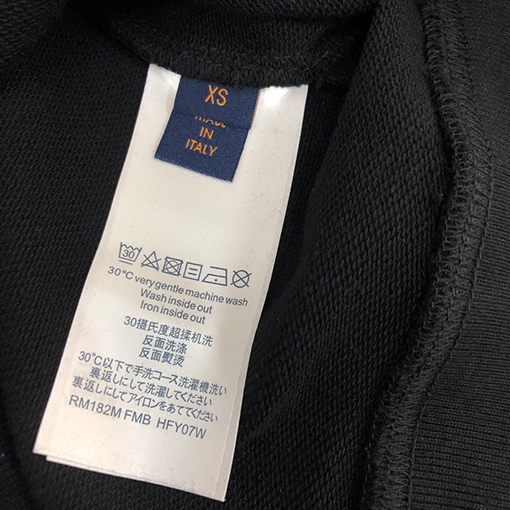 XS
MADE
IN
ITALY
30
30°C very gentle machine wash
Wash inside out
Iron inside out
30摄氏度超揉机洗
反面洗涤
反面熨烫
30℃以下で手洗コース洗濯機洗い
裏返しにして洗濯してください
裏返しにアイロンをあててください
RM182M FMB HFY07W